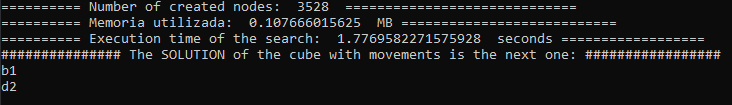 ========== Number of created nodes:  3528  =============================
========== Memoria utilizada:  0.107666015625  MB ===========================
========== Execution time of the search:  1.7769582271575928  seconds ==================
############### The SOLUTION of the cube with movements is the next one: #################
b1
d2